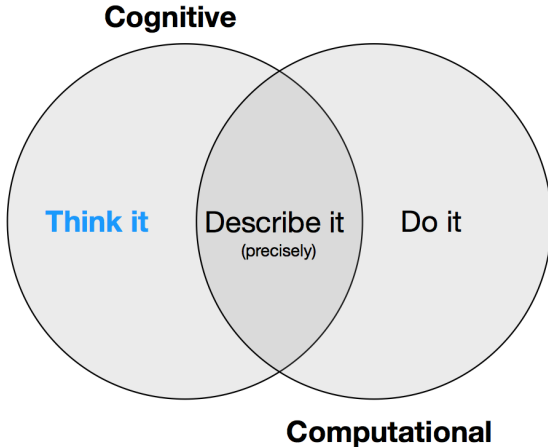 Cognitive
Think it
Describe it
(precisely)
Do it
Computational